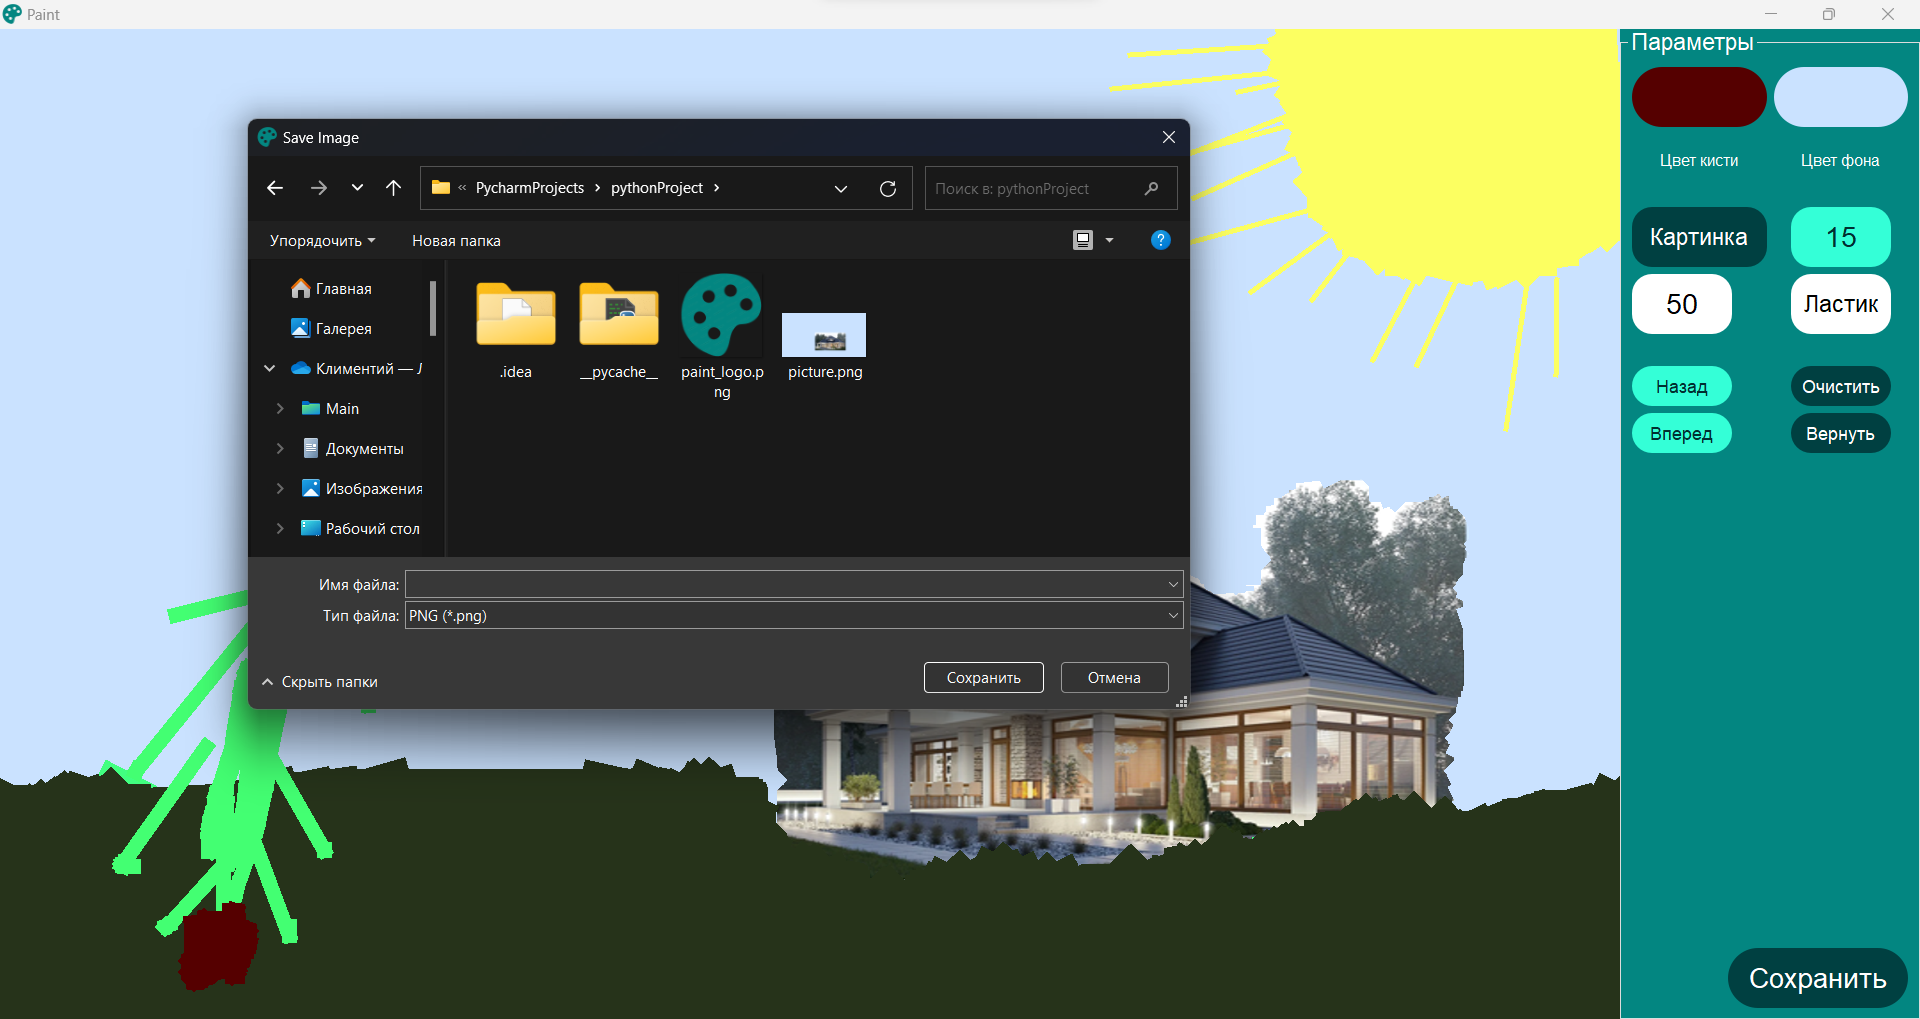 Paint
Параметры
Цвет кисти
Цвет фона
Картинка
15
50
Ластик
Назад
Очистить
Вперед
Вернуть
Сохранить
Save Image
« PycharmProjects › pythonProject ›
Поиск в: pythonProject
Упорядочить
Новая папка
?
Главная
Галерея
Климентий —
Main
Документы
Изображения
Рабочий стол
.idea
__pycache__
paint_logo.p
ng
picture.png
Имя файла:
Тип файла: PNG (*.png)
Скрыть папки
Сохранить
Отмена